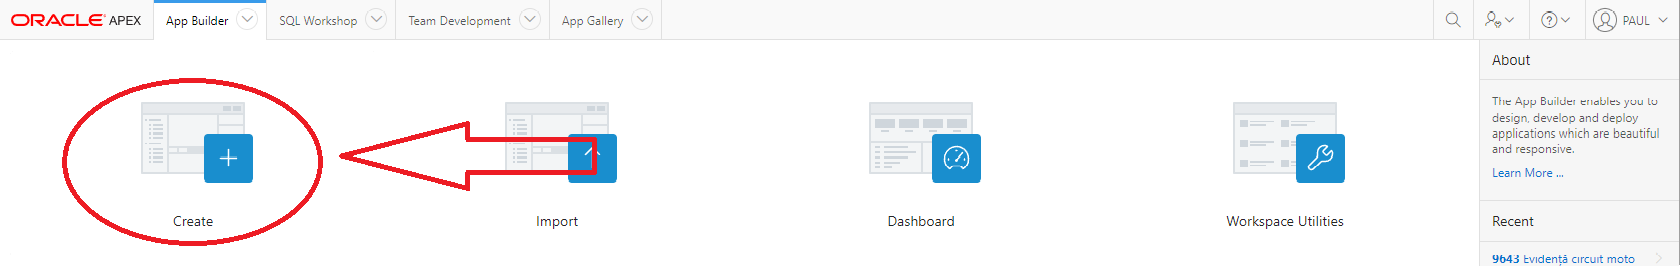 ORACLE APEX App Builder SQL Workshop Team Development App Gallery PAUL
About
The App Builder enables you to
design, develop and deploy
applications which are beautiful
and responsive.
Learn More ...
Create Import Dashboard Workspace Utilities
Recent
9643 Evidență circuit moto